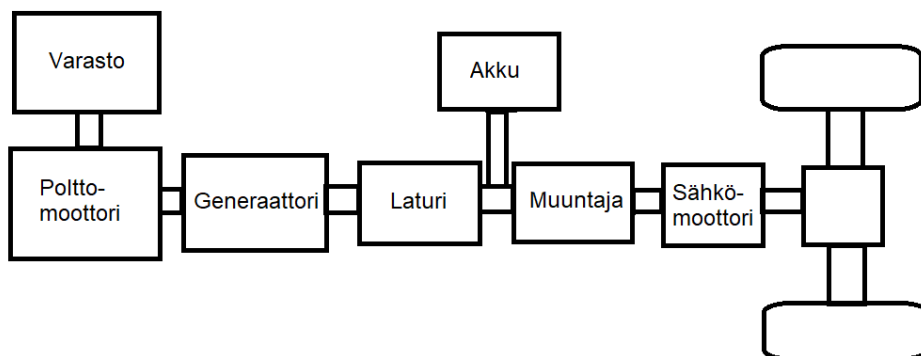 Varasto
Akku
Poltto-
moottori
Generaattori
Laturi
Muuntaja
Sähkö-
moottori